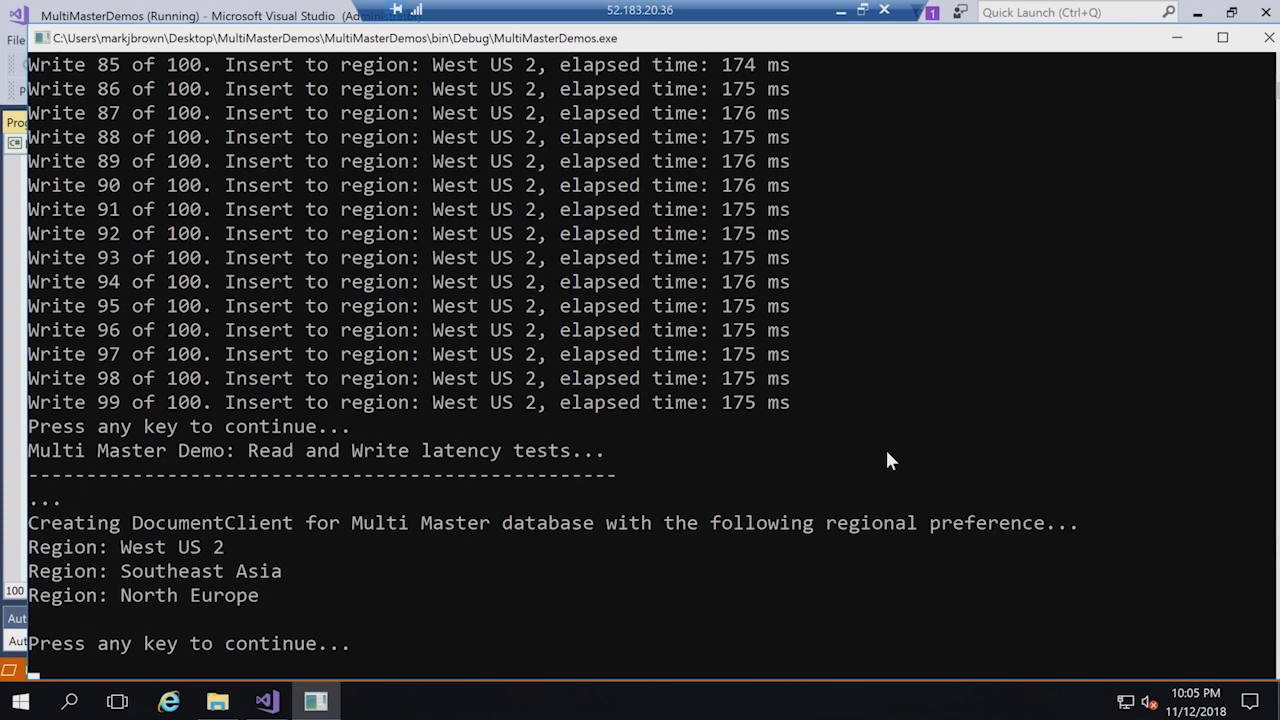 MultiMasterDemos (Running) - Microsoft Visual Studio (Administrator)
52.183.20.36
1
Quick Launch (Ctrl+Q)
File
C:\Users\markjbrown\Desktop\MultiMasterDemos\MultiMasterDemos\bin\Debug\MultiMasterDemos.exe
Write 85 of 100. Insert to region: West US 2, elapsed time: 174 ms
Write 86 of 100. Insert to region: West US 2, elapsed time: 175 ms
Write 87 of 100. Insert to region: West US 2, elapsed time: 176 ms
Write 88 of 100. Insert to region: West US 2, elapsed time: 175 ms
Write 89 of 100. Insert to region: West US 2, elapsed time: 176 ms
Write 90 of 100. Insert to region: West US 2, elapsed time: 176 ms
Write 91 of 100. Insert to region: West US 2, elapsed time: 175 ms
Write 92 of 100. Insert to region: West US 2, elapsed time: 175 ms
Write 93 of 100. Insert to region: West US 2, elapsed time: 175 ms
Write 94 of 100. Insert to region: West US 2, elapsed time: 176 ms
Write 95 of 100. Insert to region: West US 2, elapsed time: 175 ms
Write 96 of 100. Insert to region: West US 2, elapsed time: 175 ms
Write 97 of 100. Insert to region: West US 2, elapsed time: 175 ms
Write 98 of 100. Insert to region: West US 2, elapsed time: 175 ms
Write 99 of 100. Insert to region: West US 2, elapsed time: 175 ms
Press any key to continue...
Multi Master Demo: Read and Write latency tests...
---------------------------------------------------
...
Creating DocumentClient for Multi Master database with the following regional preference...
Region: West US 2
Region: Southeast Asia
Region: North Europe
Press any key to continue...
100
Aut
Aut
10:05 PM
11/12/2018